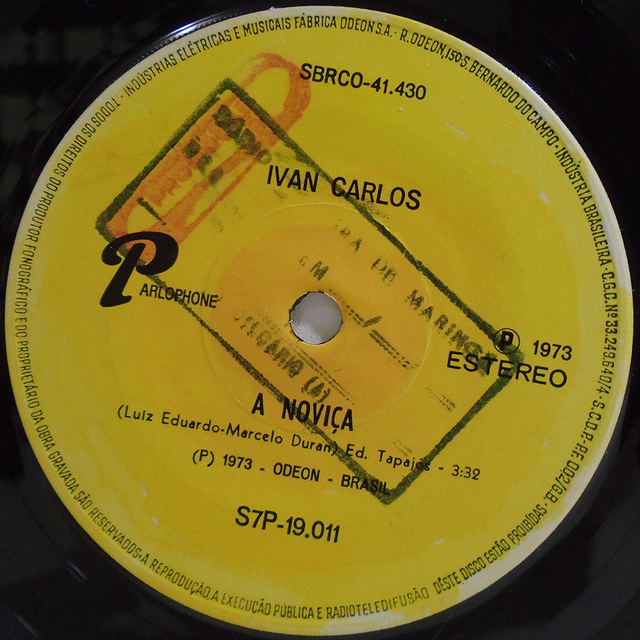 INDÚSTRIAS ELÉTRICAS E MUSICAIS FÁBRICA ODEON S.A. - R. ODEON, 150 - S. BERNARDO DO CAMPO - INDÚSTRIA BRASILEIRA - C.G.C. Nº 33.249.640/4 - S.C.D.P.-PF. 002/G.B.
TODOS OS DIREITOS DO PRODUTOR FONOGRÁFICO E DO PROPRIETÁRIO DA OBRA GRAVADA SÃO RESERVADOS. A REPRODUÇÃO, A EXECUÇÃO PÚBLICA E RADIOTELEDIFUSÃO DÊSTE DISCO ESTÃO PROIBIDAS.
SBRCO-41.430
IVAN CARLOS
PARLOPHONE
DE MARINGÁ
Ⓟ 1973
ESTEREO
A NOVIÇA
(Luiz Eduardo-Marcelo Duran) Ed. Tapajós - 3:32
(P) 1973 - ODEON - BRASIL
S7P-19.011